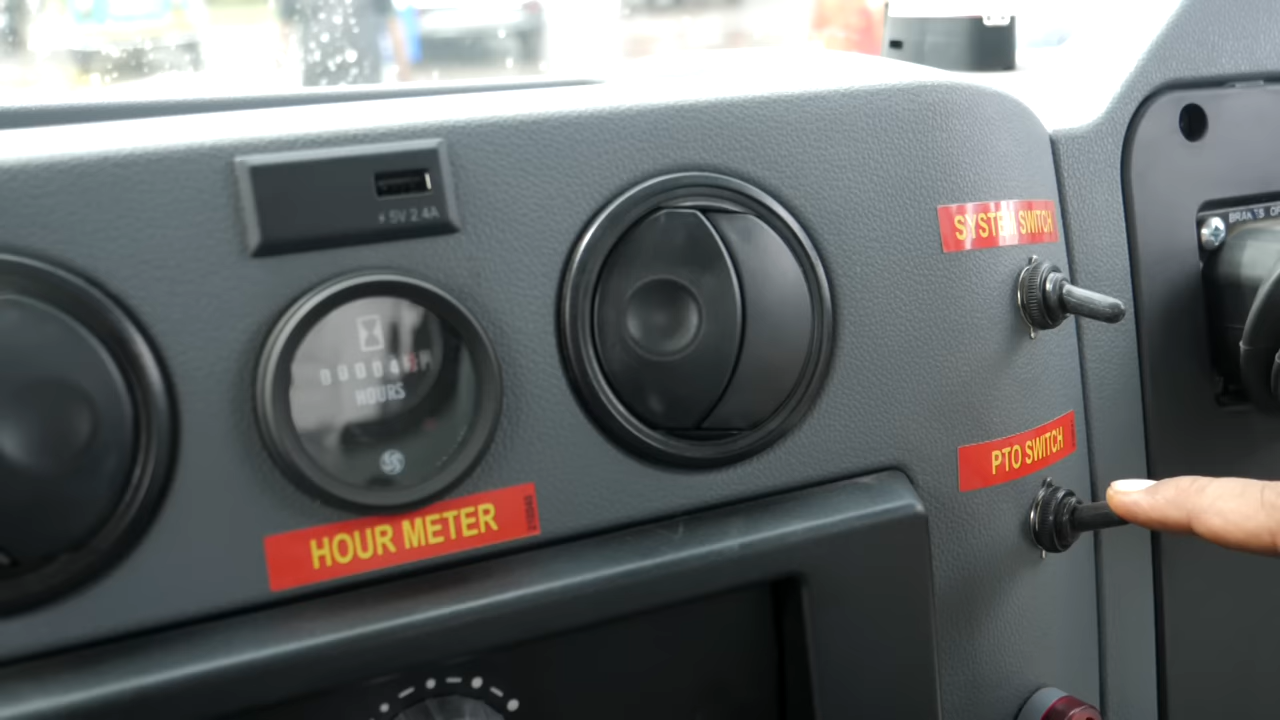 5V 2.4A
SYSTEM SWITCH
HOURS
PTO SWITCH
HOUR METER